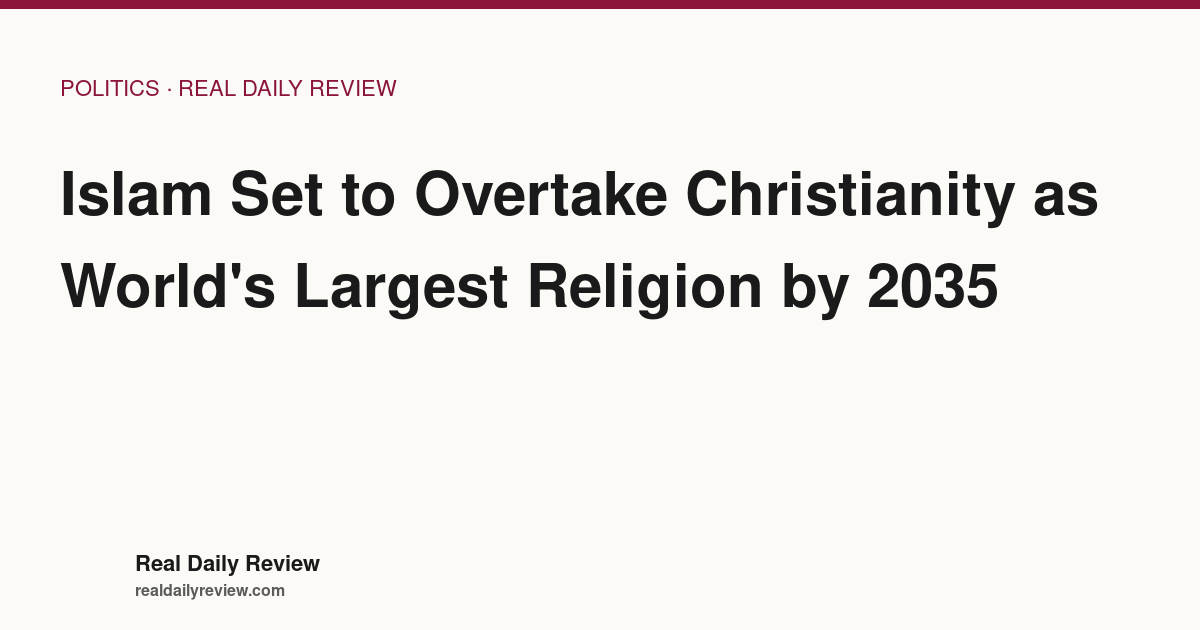 POLITICS · REAL DAILY REVIEW
Islam Set to Overtake Christianity as
World's Largest Religion by 2035
Real Daily Review
realdailyreview.com